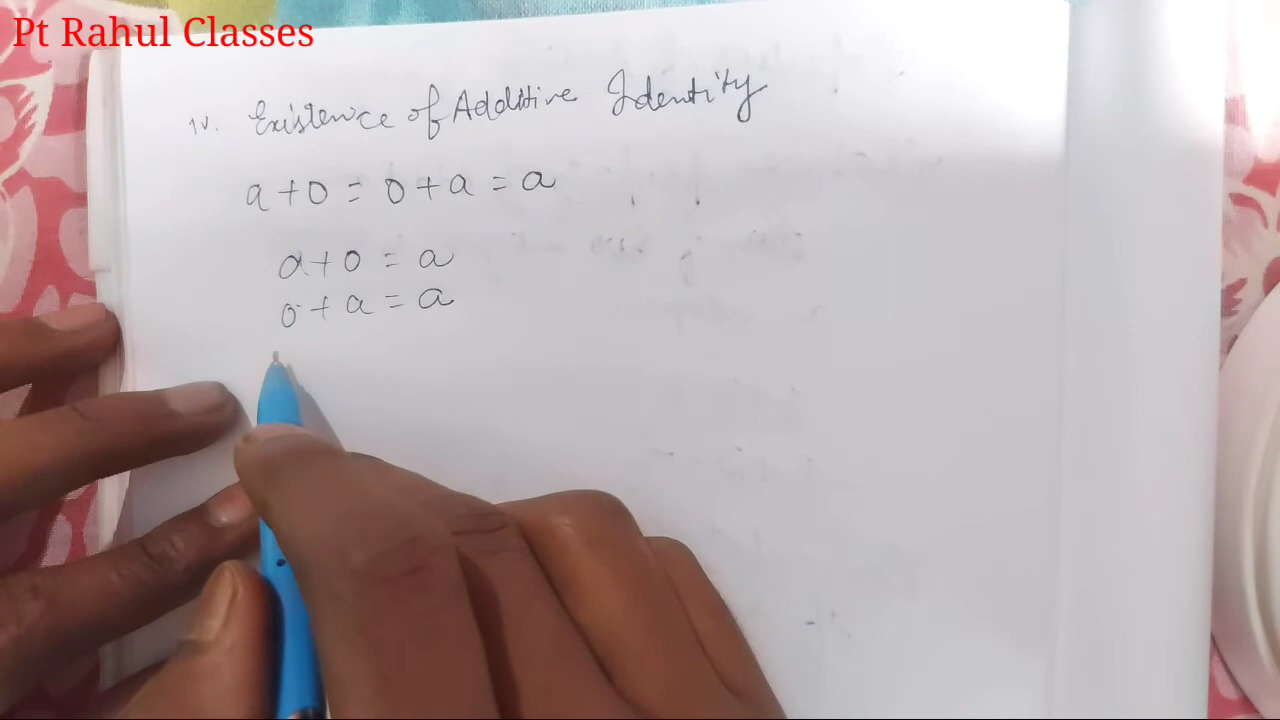 Pt Rahul Classes
iv. Existence of Additive Identity
a + 0 = 0 + a = a
a + 0 = a
0 + a = a